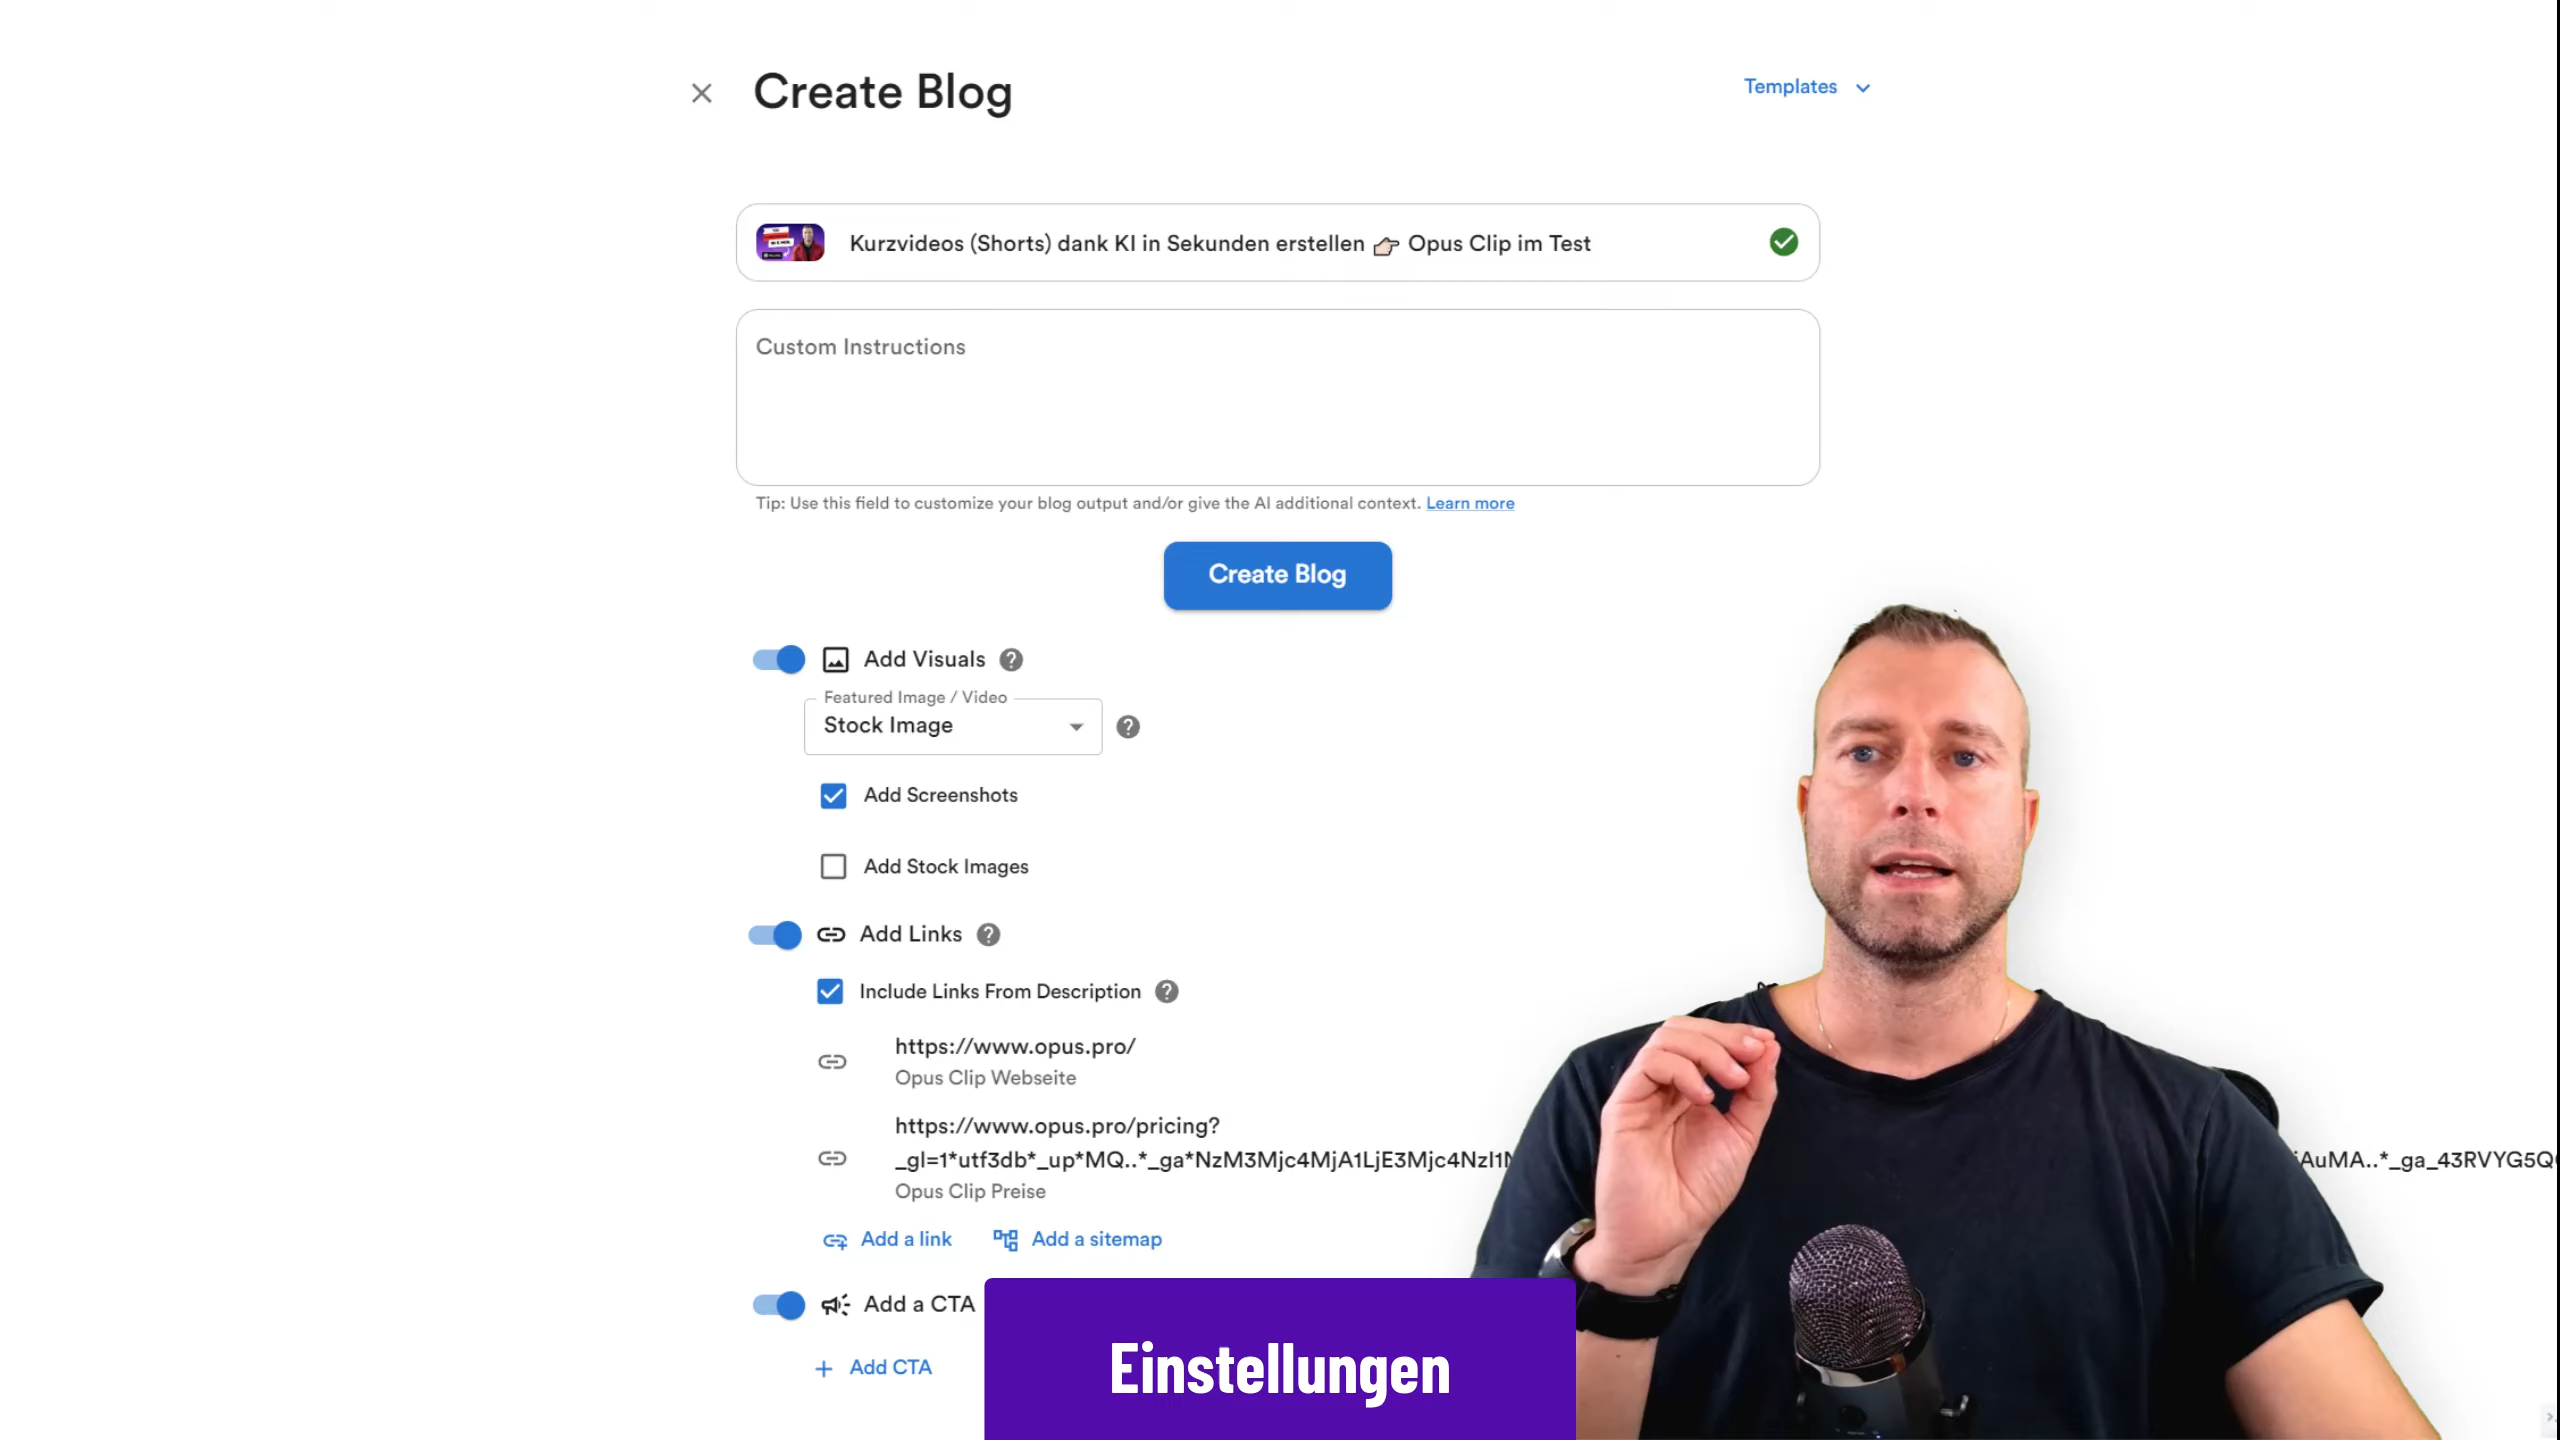 Create Blog
Templates
Kurzvideos (Shorts) dank KI in Sekunden erstellen 👉 Opus Clip im Test
Custom Instructions
Tip: Use this field to customize your blog output and/or give the AI additional context. Learn more
Create Blog
Add Visuals
Featured Image / Video
Stock Image
Add Screenshots
Add Stock Images
Add Links
Include Links From Description
https://www.opus.pro/
Opus Clip Webseite
https://www.opus.pro/pricing?
_gl=1*utf3db*_up*MQ..*_ga*NzM3Mjc4MjA1LjE3Mjc4NzI1 AuMA..*_ga_43RVYG5Q
Opus Clip Preise
Add a link
Add a sitemap
Add a CTA
+ Add CTA
Einstellungen